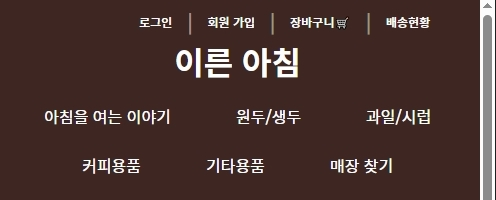 로그인 | 회원 가입 | 장바구니🛒 | 배송현황
이른 아침
아침을 여는 이야기 원두/생두 과일/시럽
커피용품 기타용품 매장 찾기